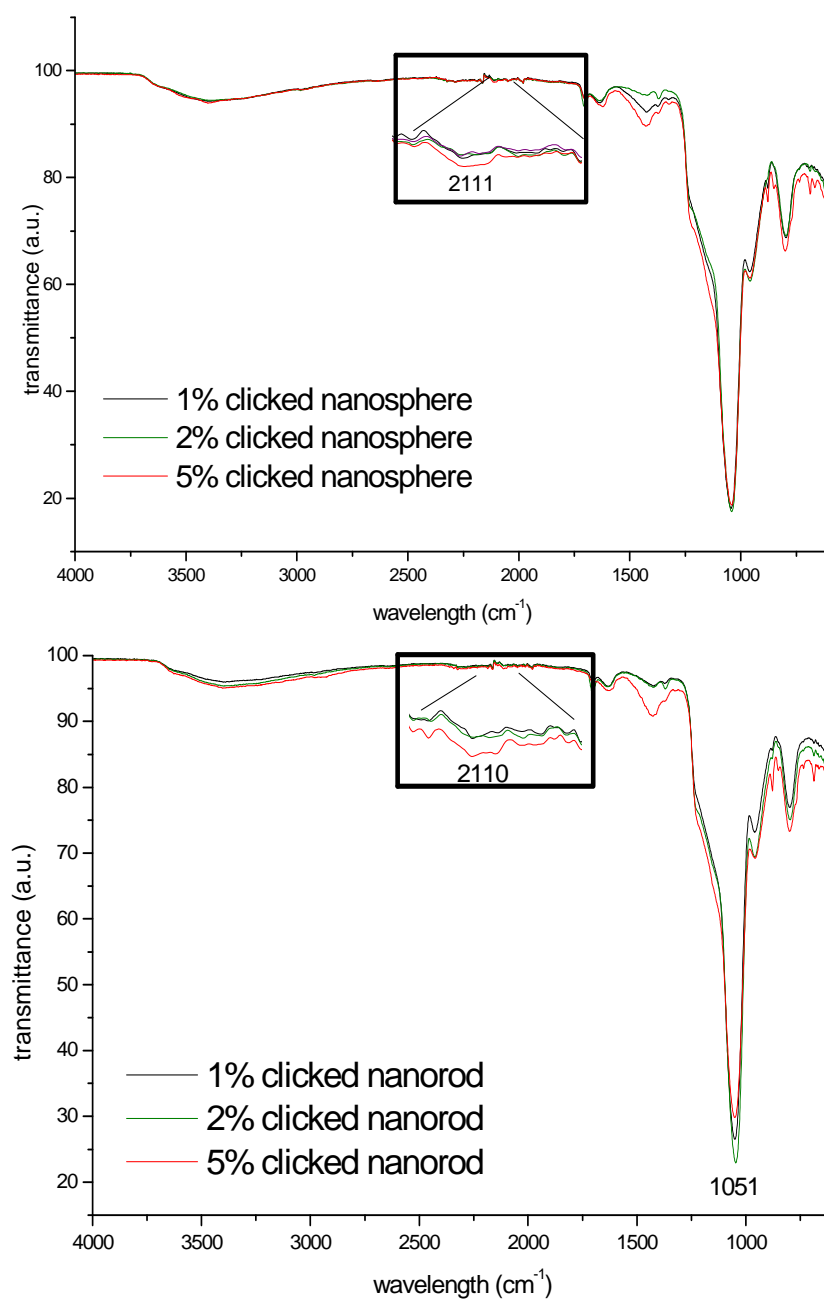 100
80
60
40
20
transmittance (a.u.)
2111
1% clicked nanosphere
2% clicked nanosphere
5% clicked nanosphere
4000 3500 3000 2500 2000 1500 1000
wavelength (cm-1)
100
90
80
70
60
50
40
30
20
transmittance (a.u.)
2110
1% clicked nanorod
2% clicked nanorod
5% clicked nanorod
1051
4000 3500 3000 2500 2000 1500 1000
wavelength (cm-1)